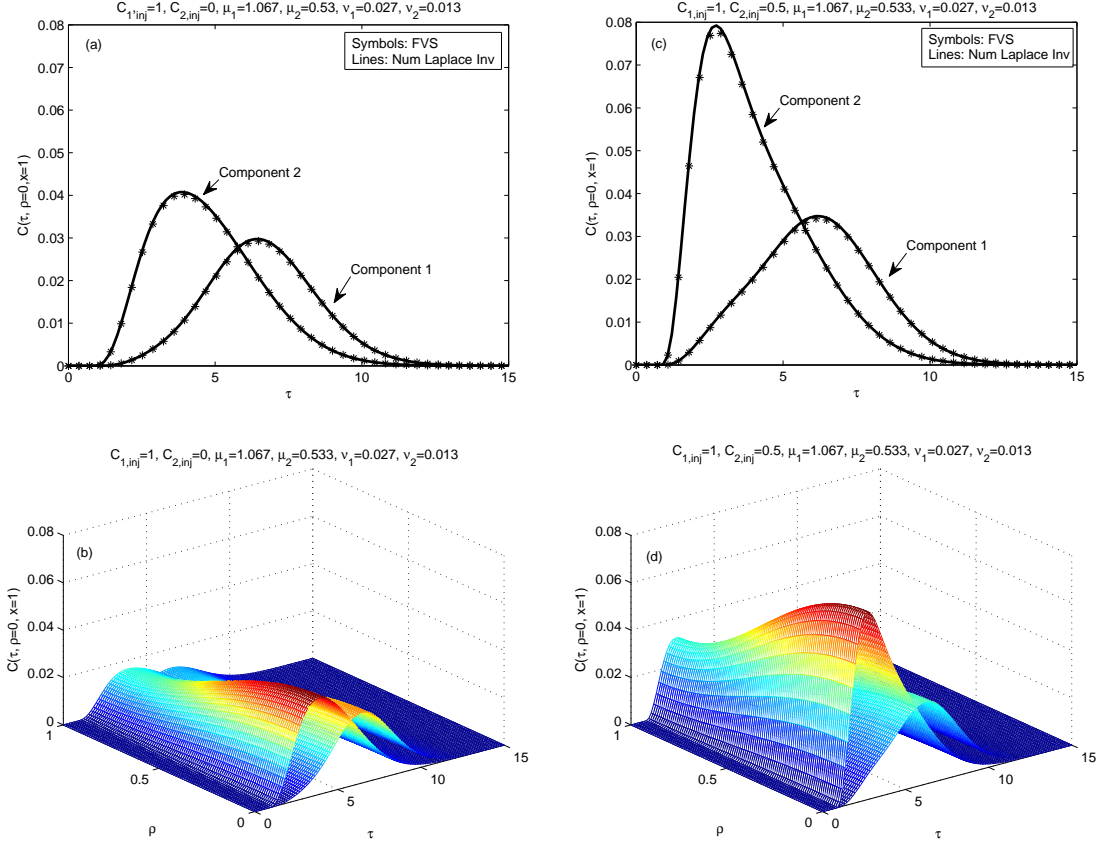 C1,inj=1, C2,inj=0, μ1=1.067, μ2=0.53, ν1=0.027, ν2=0.013
(a)
Symbols: FVS
Lines: Num Laplace Inv
Component 2
Component 1
C(τ, ρ=0,x=1)
0.08
0.07
0.06
0.05
0.04
0.03
0.02
0.01
0
0 5 10 15
τ
C1,inj=1, C2,inj=0.5, μ1=1.067, μ2=0.533, ν1=0.027, ν2=0.013
(c)
Symbols: FVS
Lines: Num Laplace Inv
Component 2
Component 1
C(τ, ρ=0, x=1)
0.08
0.07
0.06
0.05
0.04
0.03
0.02
0.01
0
0 5 10 15
τ
C1,inj=1, C2,inj=0, μ1=1.067, μ2=0.533, ν1=0.027, ν2=0.013
(b)
C(τ, ρ=0, x=1)
0.08
0.06
0.04
0.02
0
1
0.5
0
ρ
0
5
10
15
τ
C1,inj=1, C2,inj=0.5, μ1=1.067, μ2=0.533, ν1=0.027, ν2=0.013
(d)
C(τ, ρ=0, x=1)
0.08
0.06
0.04
0.02
0
1
0.5
0
ρ
0
5
10
15
τ